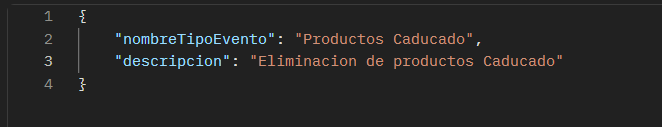 1 {
2 "nombreTipoEvento": "Productos Caducado",
3 "descripcion": "Eliminacion de productos Caducado"
4 }